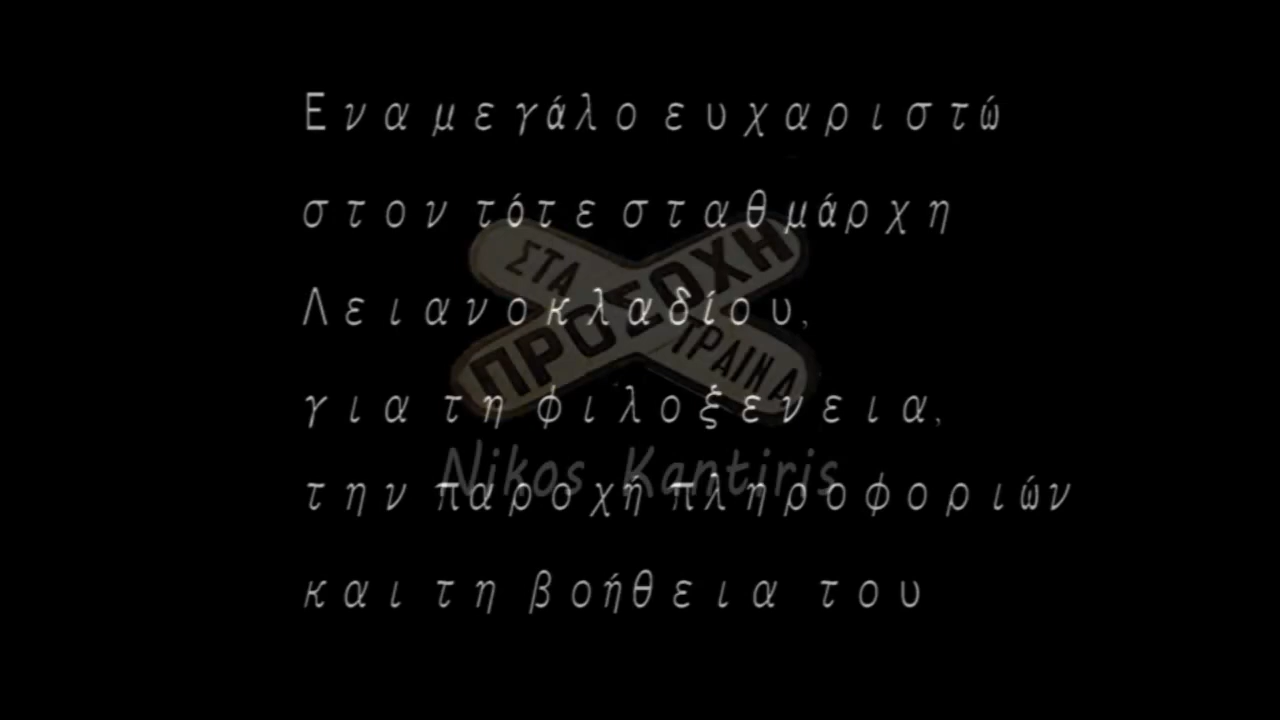 Ενα μεγάλο ευχαριστώ
στον τότε σταθμάρχη
ΣΤΑ
ΠΡΟΣΟΧΗ
Λειανοκλαδίου,
ΤΡΑΙΝΑ
για τη φιλοξενεια,
Nikos Kantiris
την παροχή πληροφοριών
και τη βοήθεια του